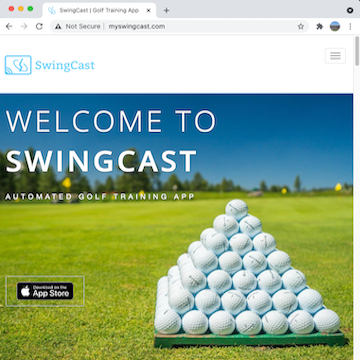 SwingCast | Golf Training App
Not Secure | myswingcast.com
SwingCast
WELCOME TO
SWINGCAST
AUTOMATED GOLF TRAINING APP
Download on the
App Store